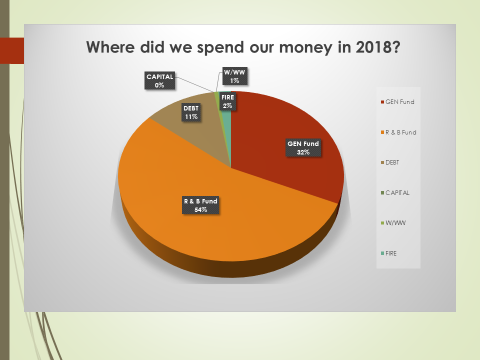 Where did we spend our money in 2018?
CAPITAL
0%
W/WW
1%
FIRE
2%
DEBT
11%
GEN Fund
32%
R & B Fund
54%
GEN Fund
R & B Fund
DEBT
CAPITAL
W/WW
FIRE